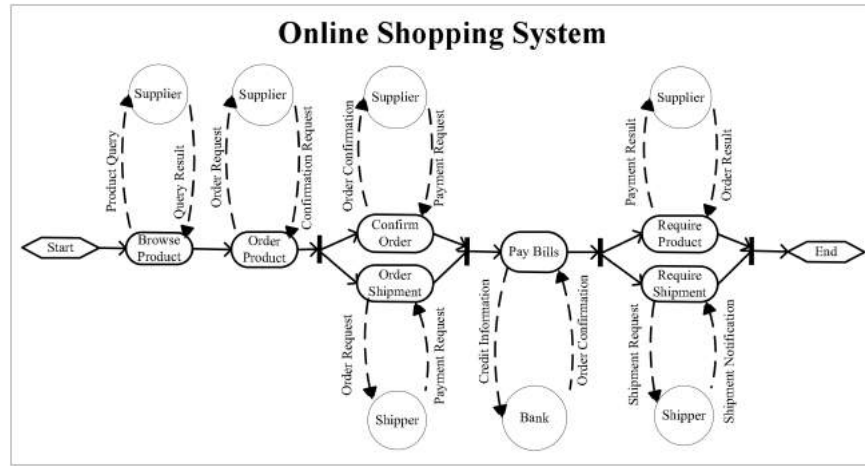 Online Shopping System
Supplier
Supplier
Supplier
Supplier
Product Query
Query Result
Order Request
Confirmation Request
Order Confirmation
Payment Request
Payment Result
Order Result
Start
Browse
Product
Order
Product
Confirm
Order
Order
Shipment
Pay Bills
Require
Product
Require
Shipment
End
Order Request
Payment Request
Credit Information
Order Confirmation
Shipment Request
Shipment Notification
Shipper
Bank
Shipper